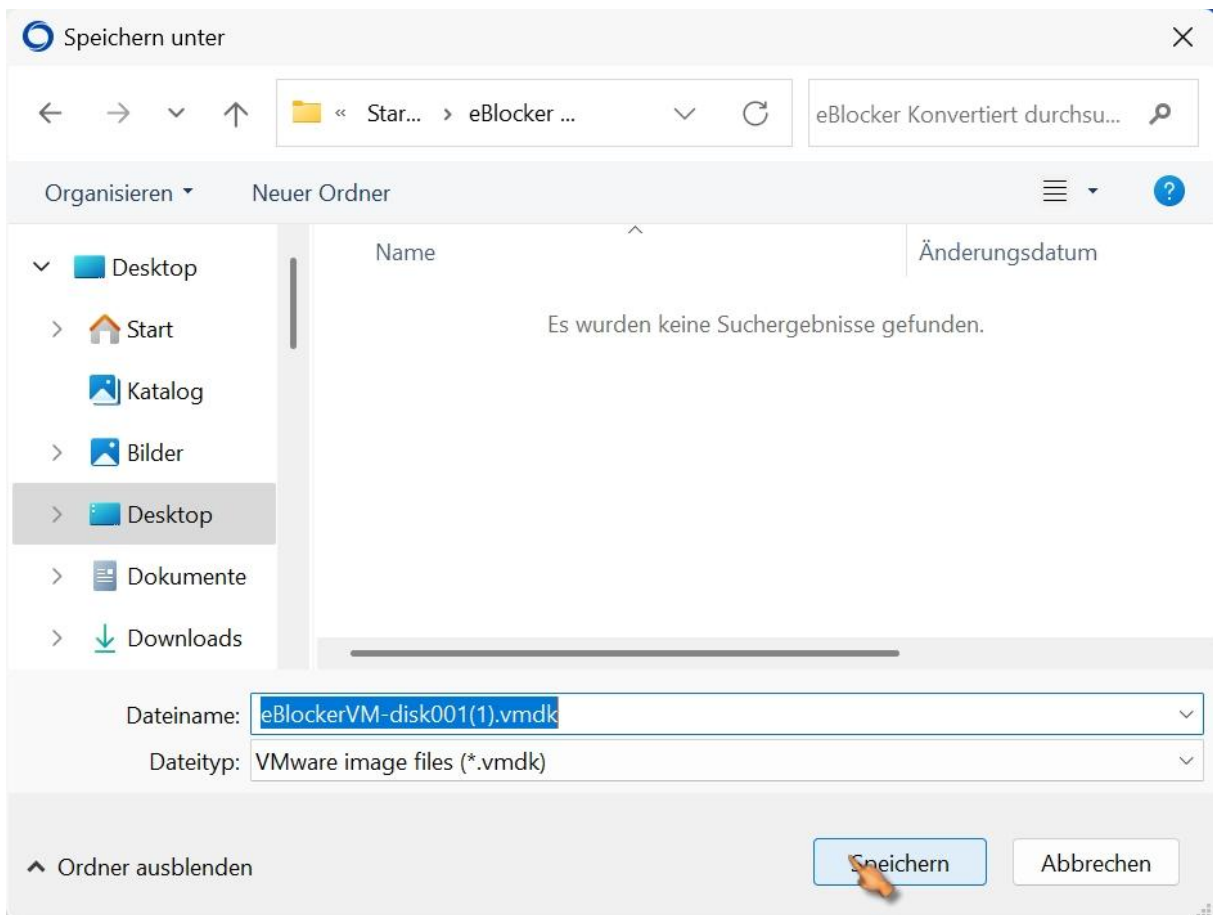 Speichern unter
« Star... > eBlocker ...
eBlocker Konvertiert durchsu...
Organisieren
Neuer Ordner
?
Name
Änderungsdatum
Es wurden keine Suchergebnisse gefunden.
Desktop
Start
Katalog
Bilder
Desktop
Dokumente
Downloads
Dateiname: eBlockerVM-disk001(1).vmdk
Dateityp: VMware image files (*.vmdk)
Ordner ausblenden
Speichern
Abbrechen